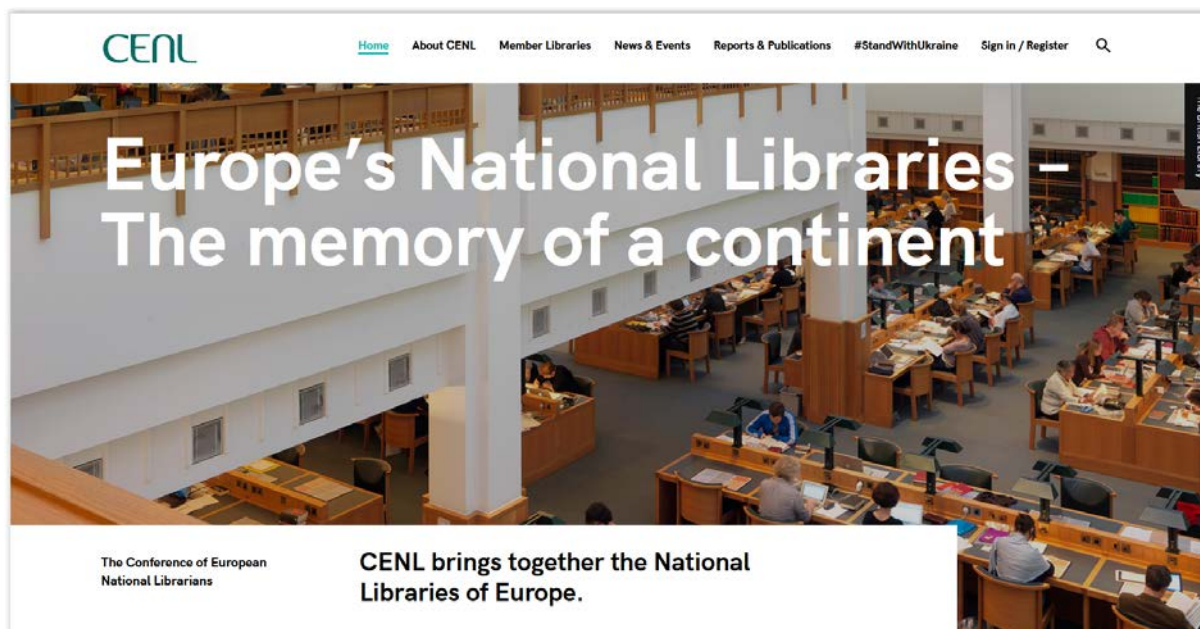 CENL
Home About CENL Member Libraries News & Events Reports & Publications #StandWithUkraine Sign in / Register
Europe's National Libraries –
The memory of a continent
The Conference of European
National Librarians
CENL brings together the National
Libraries of Europe.